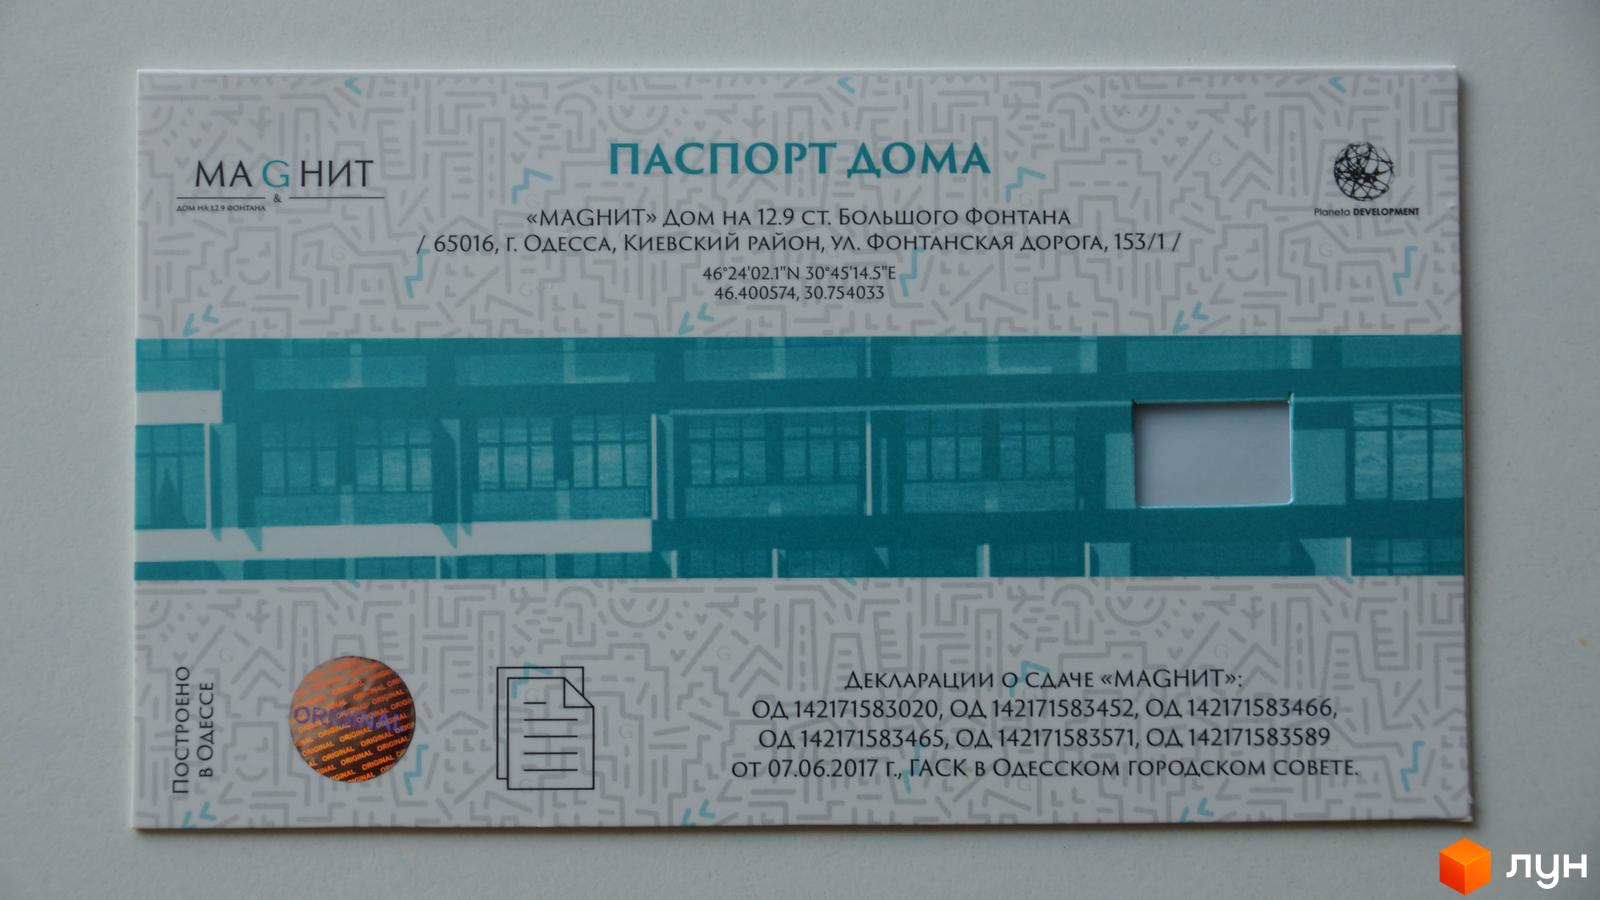 MAGНИТ
&
ДОМ НА 12.9 ФОНТАНА
ПАСПОРТ ДОМА
Planeta DEVELOPMENT
«MAGНИТ» Дом на 12.9 ст. Большого Фонтана
/ 65016, г. Одесса, Киевский район, ул. Фонтанская дорога, 153/1 /
46°24'02.1"N 30°45'14.5"E
46.400574, 30.754033
Построено
в Одессе
ORIGINAL
Декларации о сдаче «MAGНИТ»:
ОД 142171583020, ОД 142171583452, ОД 142171583466,
ОД 142171583465, ОД 142171583571, ОД 142171583589
от 07.06.2017 г., ГАСК в Одесском городском совете.
лун